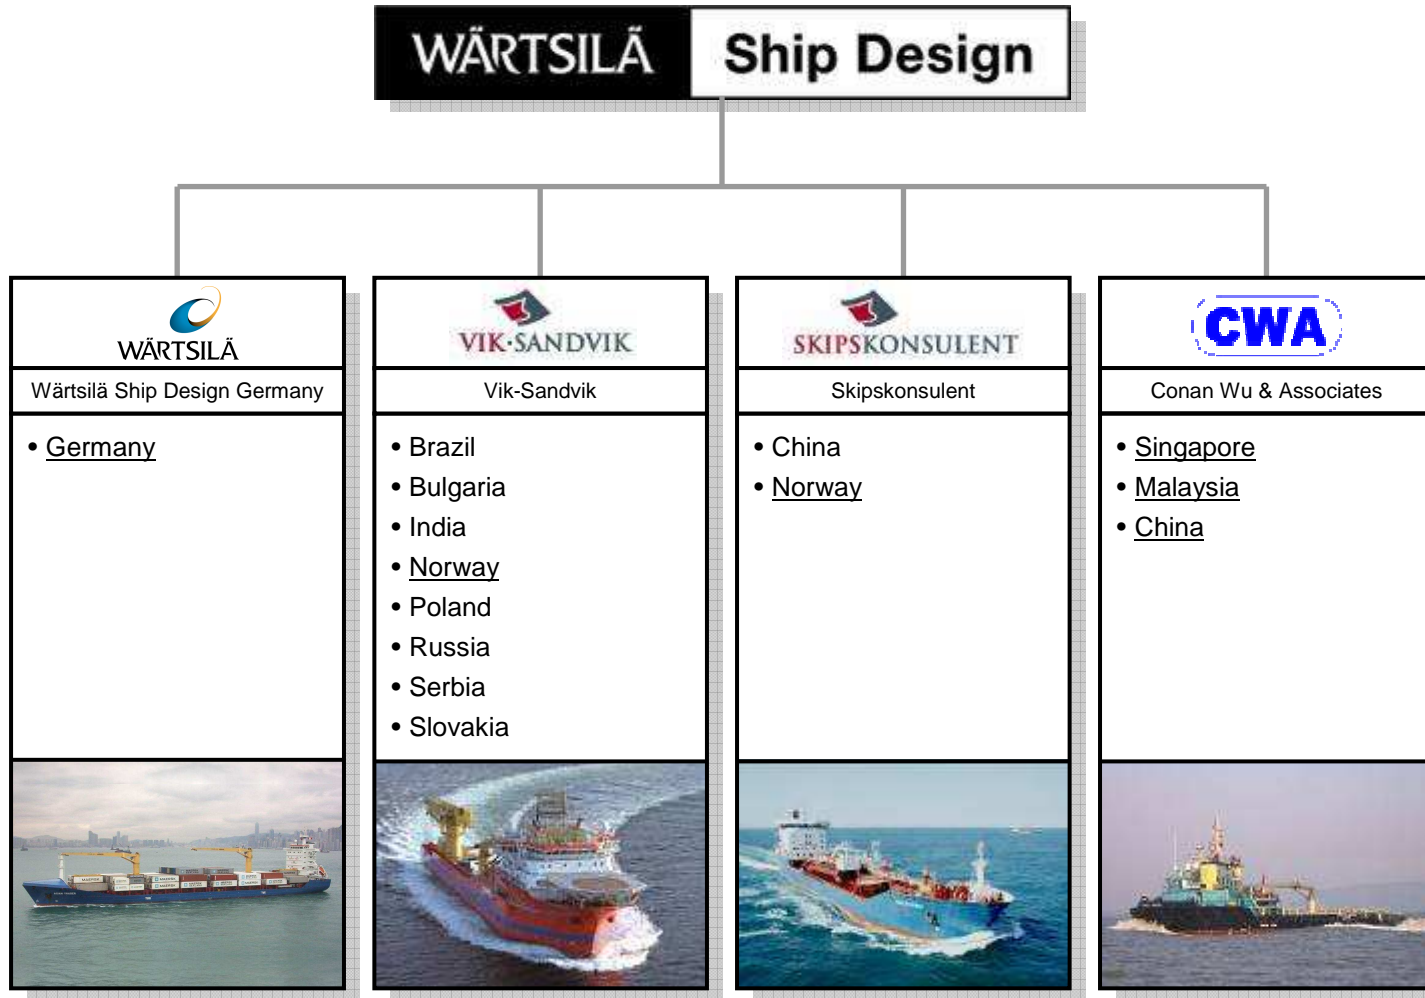 WÄRTSILÄ Ship Design
WÄRTSILÄ
Wärtsilä Ship Design Germany
• Germany
VIK·SANDVIK
Vik-Sandvik
• Brazil
• Bulgaria
• India
• Norway
• Poland
• Russia
• Serbia
• Slovakia
SKIPSKONSULENT
Skipskonsulent
• China
• Norway
CWA
Conan Wu & Associates
• Singapore
• Malaysia
• China